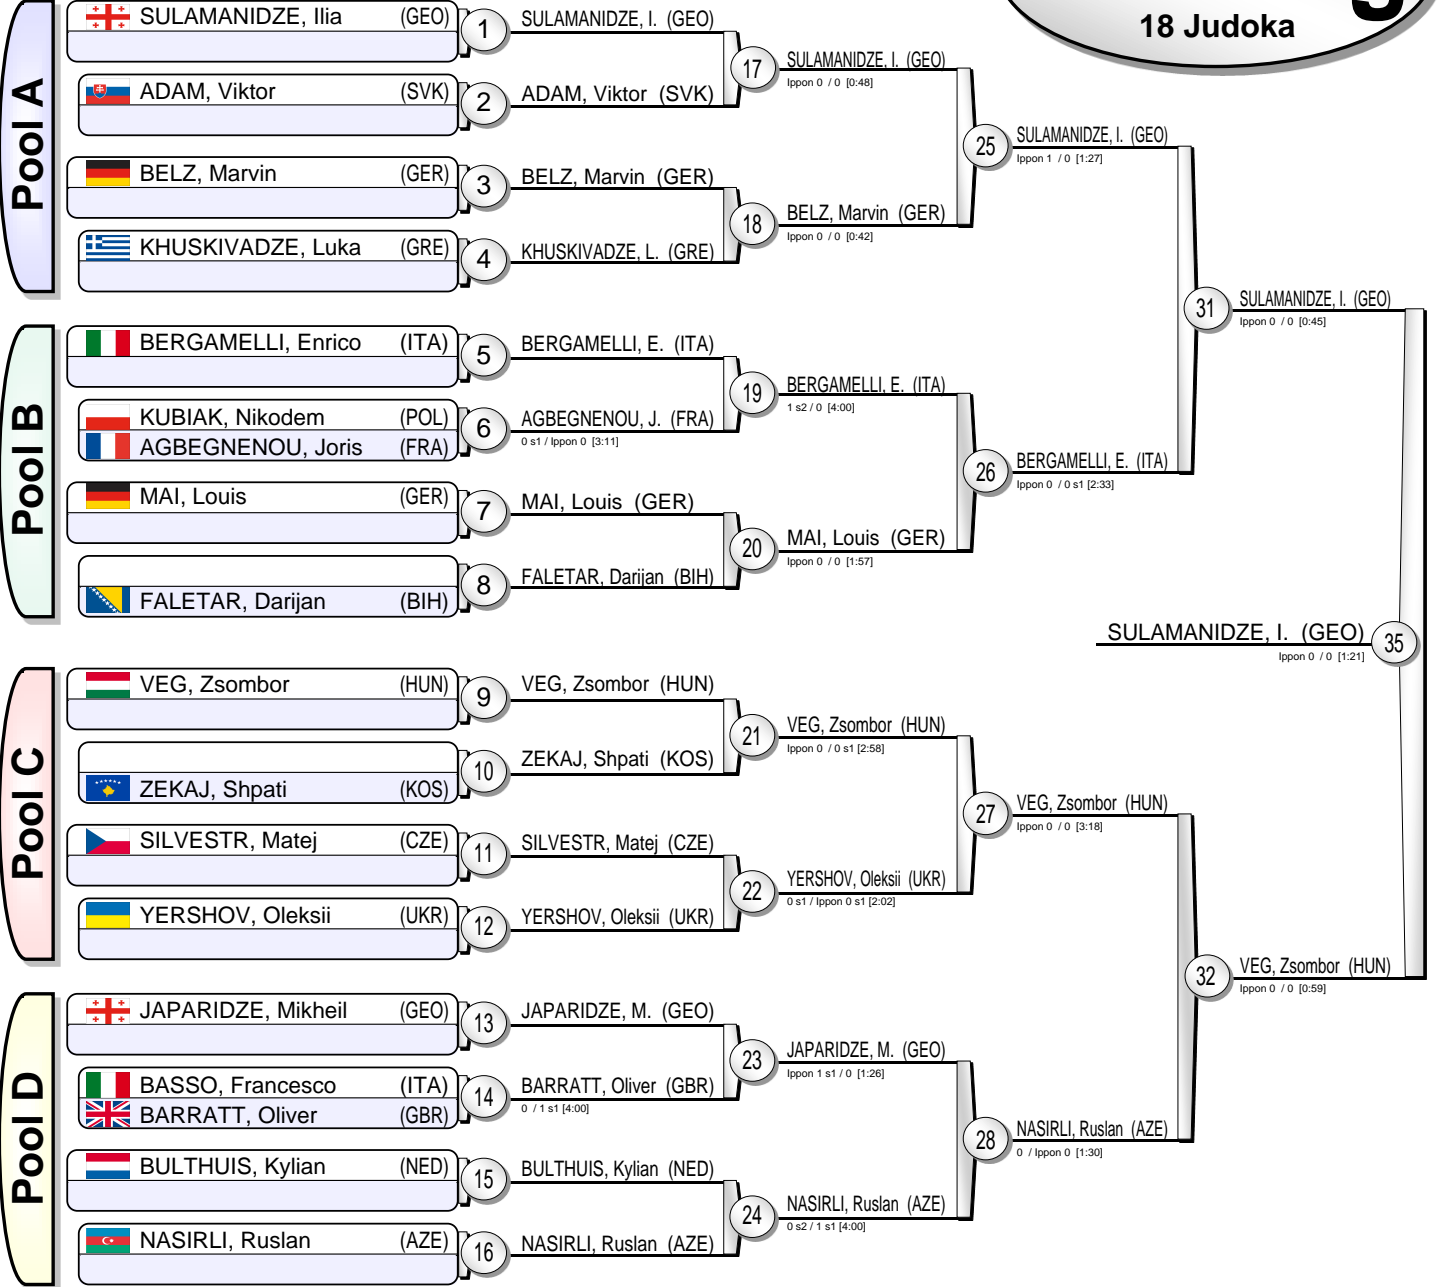 18 Judoka
Pool A
SULAMANIDZE, Ilia (GEO)
ADAM, Viktor (SVK)
BELZ, Marvin (GER)
KHUSKIVADZE, Luka (GRE)
1
2
3
4
SULAMANIDZE, I. (GEO)
ADAM, Viktor (SVK)
BELZ, Marvin (GER)
KHUSKIVADZE, L. (GRE)
17
18
SULAMANIDZE, I. (GEO)
Ippon 0 / 0 [0:48]
BELZ, Marvin (GER)
Ippon 0 / 0 [0:42]
25
SULAMANIDZE, I. (GEO)
Ippon 1 / 0 [1:27]
Pool B
BERGAMELLI, Enrico (ITA)
KUBIAK, Nikodem (POL)
AGBEGNENOU, Joris (FRA)
MAI, Louis (GER)
FALETAR, Darijan (BIH)
5
6
7
8
BERGAMELLI, E. (ITA)
AGBEGNENOU, J. (FRA)
0 s1 / Ippon 0 [3:11]
MAI, Louis (GER)
FALETAR, Darijan (BIH)
19
20
BERGAMELLI, E. (ITA)
1 s2 / 0 [4:00]
MAI, Louis (GER)
Ippon 0 / 0 [1:57]
26
BERGAMELLI, E. (ITA)
Ippon 0 / 0 s1 [2:33]
31
SULAMANIDZE, I. (GEO)
Ippon 0 / 0 [0:45]
SULAMANIDZE, I. (GEO)
Ippon 0 / 0 [1:21]
35
Pool C
VEG, Zsombor (HUN)
ZEKAJ, Shpati (KOS)
SILVESTR, Matej (CZE)
YERSHOV, Oleksii (UKR)
9
10
11
12
VEG, Zsombor (HUN)
ZEKAJ, Shpati (KOS)
SILVESTR, Matej (CZE)
YERSHOV, Oleksii (UKR)
21
22
VEG, Zsombor (HUN)
Ippon 0 / 0 s1 [2:58]
YERSHOV, Oleksii (UKR)
0 s1 / Ippon 0 s1 [2:02]
27
VEG, Zsombor (HUN)
Ippon 0 / 0 [3:18]
Pool D
JAPARIDZE, Mikheil (GEO)
BASSO, Francesco (ITA)
BARRATT, Oliver (GBR)
BULTHUIS, Kylian (NED)
NASIRLI, Ruslan (AZE)
13
14
15
16
JAPARIDZE, M. (GEO)
BARRATT, Oliver (GBR)
0 / 1 s1 [4:00]
BULTHUIS, Kylian (NED)
NASIRLI, Ruslan (AZE)
23
24
JAPARIDZE, M. (GEO)
Ippon 1 s1 / 0 [1:26]
NASIRLI, Ruslan (AZE)
0 s2 / 1 s1 [4:00]
28
NASIRLI, Ruslan (AZE)
0 / Ippon 0 [1:30]
32
VEG, Zsombor (HUN)
Ippon 0 / 0 [0:59]